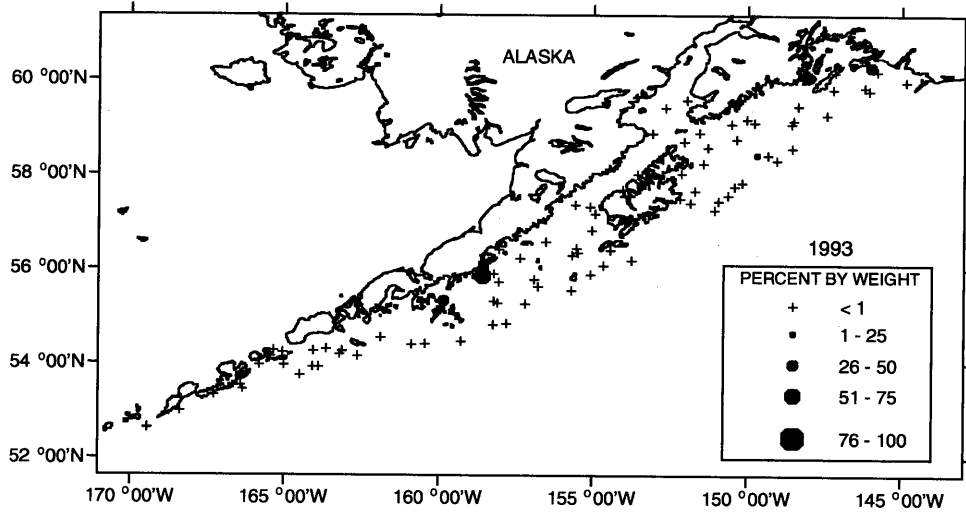 ALASKA
60 °00'N
58 °00'N
56 °00'N
54 °00'N
52 °00'N
1993
PERCENT BY WEIGHT
+ < 1
1 - 25
26 - 50
51 - 75
76 - 100
170 °00'W 165 °00'W 160 °00'W 155 °00'W 150 °00'W 145 °00'W